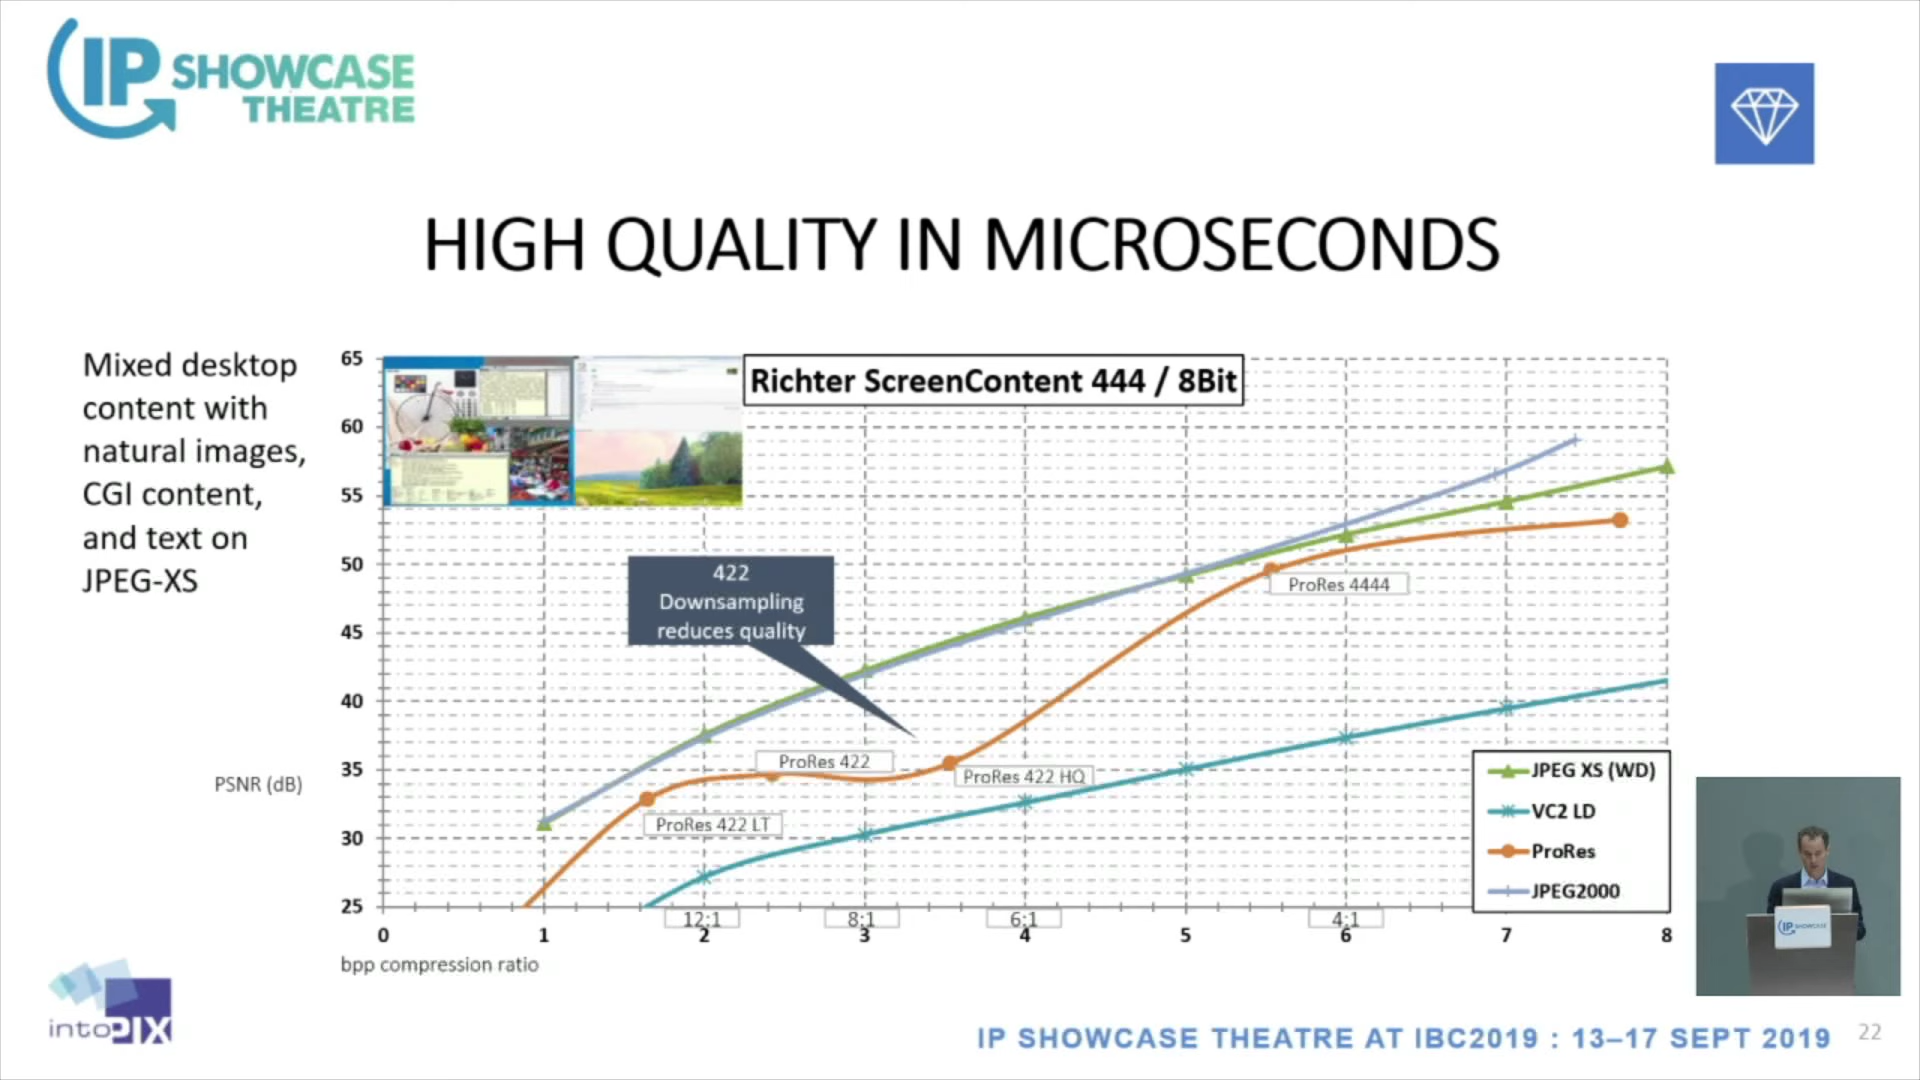 IP SHOWCASE
THEATRE
HIGH QUALITY IN MICROSECONDS
Mixed desktop
content with
natural images,
CGI content,
and text on
JPEG-XS
Richter ScreenContent 444 / 8Bit
65
60
55
50
45
40
35
30
25
PSNR (dB)
422
Downsampling
reduces quality
ProRes 4444
ProRes 422
ProRes 422 HQ
ProRes 422 LT
JPEG XS (WD)
VC2 LD
ProRes
JPEG2000
12:1
8:1
6:1
4:1
0
1
2
3
4
5
6
7
8
bpp compression ratio
IP SHOWCASE
intoPIX
IP SHOWCASE THEATRE AT IBC2019 : 13–17 SEPT 2019
22